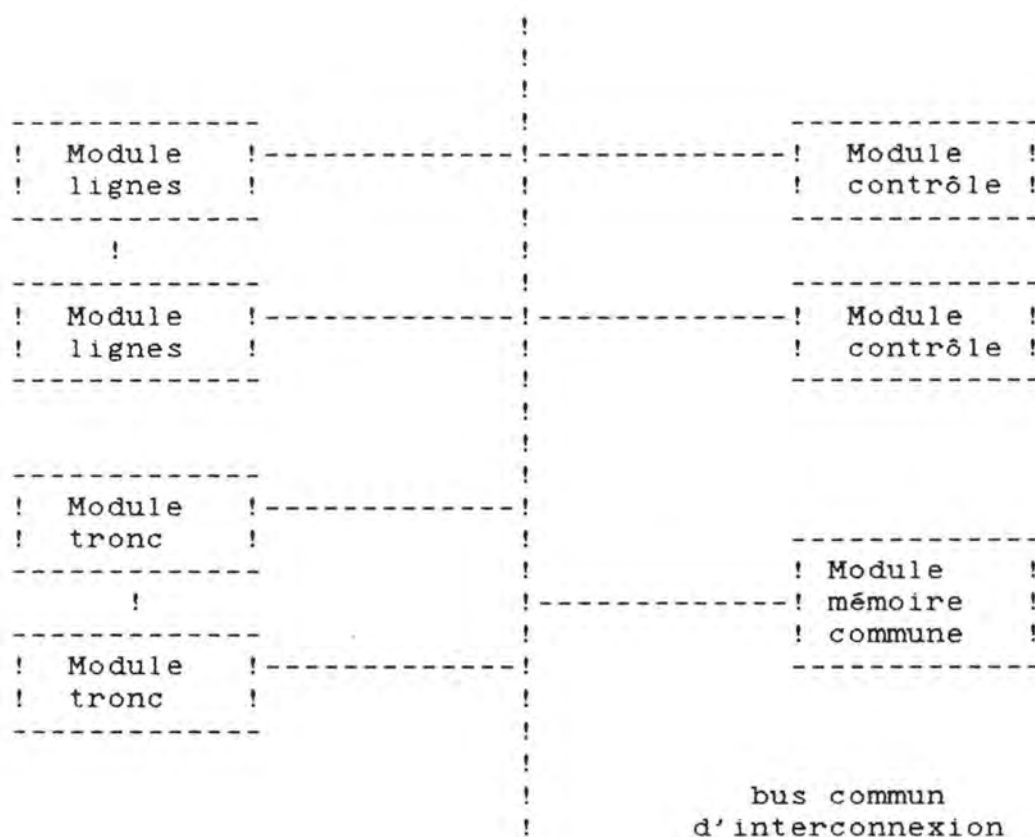 Module
lignes
Module
contrôle
Module
lignes
Module
contrôle
Module
tronc
Module
mémoire
commune
Module
tronc
bus commun
d'interconnexion